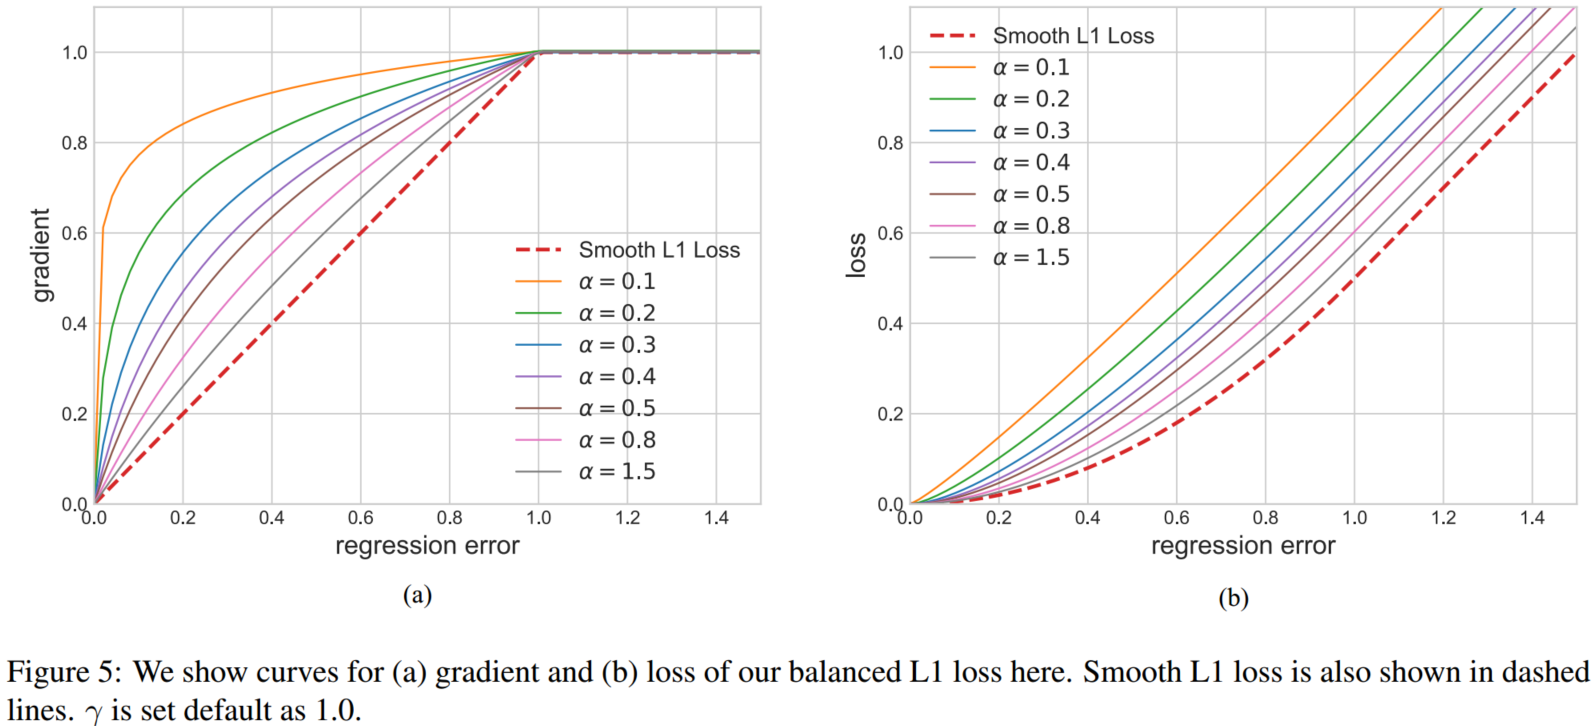 1.0
0.8
0.6
0.4
0.2
0.0
gradient
Smooth L1 Loss
α = 0.1
α = 0.2
α = 0.3
α = 0.4
α = 0.5
α = 0.8
α = 1.5
0.0 0.2 0.4 0.6 0.8 1.0 1.2 1.4
regression error
(a)
1.0
0.8
0.6
0.4
0.2
0.0
loss
Smooth L1 Loss
α = 0.1
α = 0.2
α = 0.3
α = 0.4
α = 0.5
α = 0.8
α = 1.5
0.0 0.2 0.4 0.6 0.8 1.0 1.2 1.4
regression error
(b)
Figure 5: We show curves for (a) gradient and (b) loss of our balanced L1 loss here. Smooth L1 loss is also shown in dashed
lines. γ is set default as 1.0.